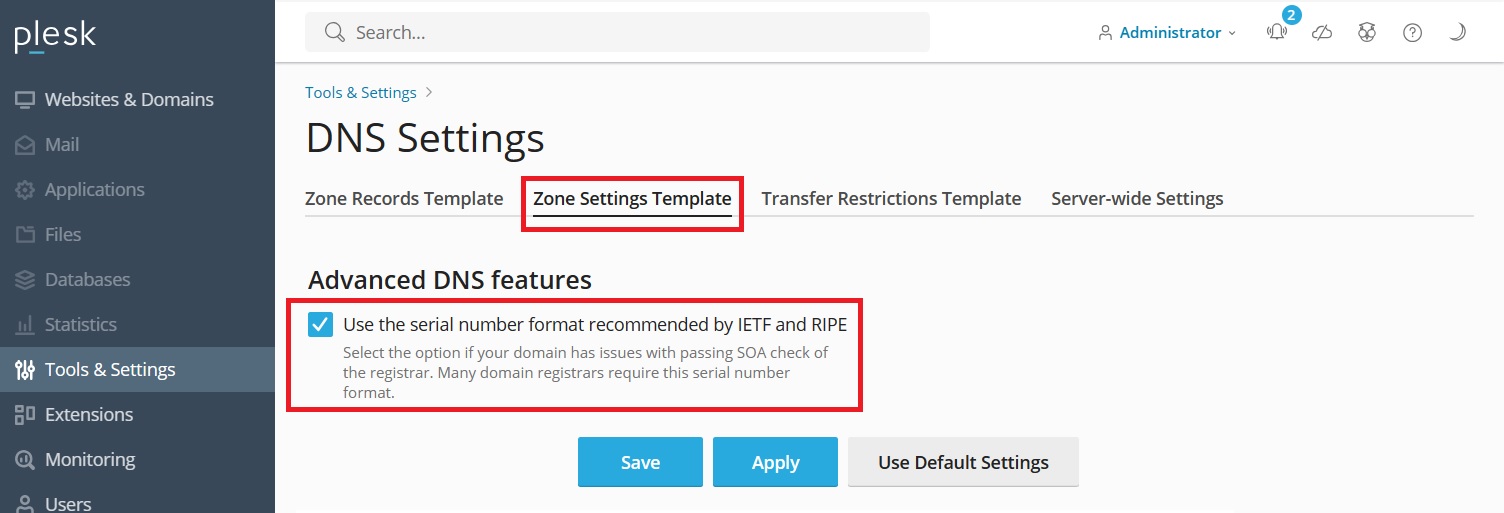 plesk
Search...
Administrator
2
Websites & Domains
Mail
Applications
Files
Databases
Statistics
Tools & Settings
Extensions
Monitoring
Users
Tools & Settings >
DNS Settings
Zone Records Template
Zone Settings Template
Transfer Restrictions Template
Server-wide Settings
Advanced DNS features
Use the serial number format recommended by IETF and RIPE
Select the option if your domain has issues with passing SOA check of
the registrar. Many domain registrars require this serial number
format.
Save
Apply
Use Default Settings